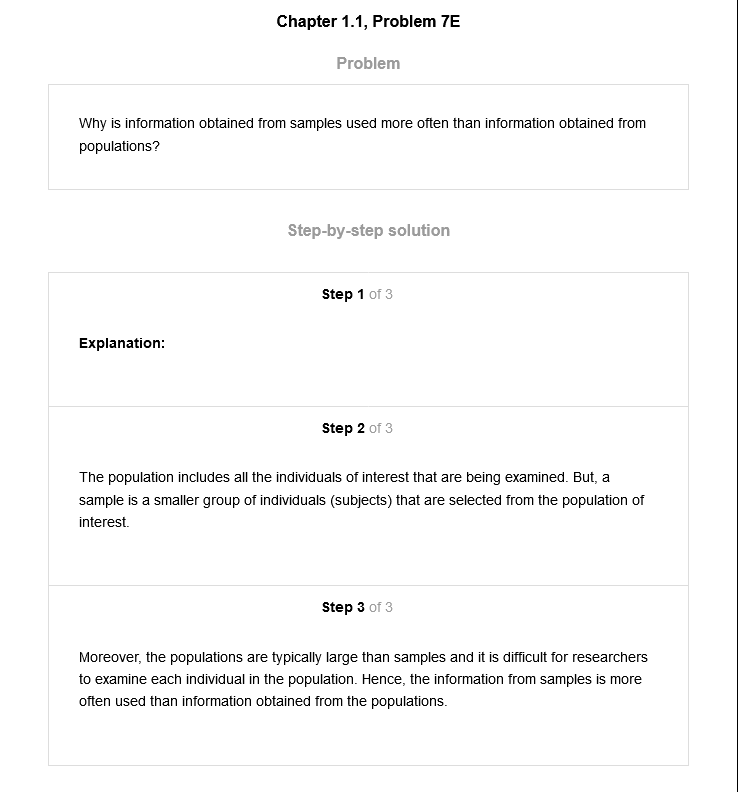 Chapter 1.1, Problem 7E
Problem
Why is information obtained from samples used more often than information obtained from
populations?
Step-by-step solution
Step 1 of 3
Explanation:
Step 2 of 3
The population includes all the individuals of interest that are being examined. But, a
sample is a smaller group of individuals (subjects) that are selected from the population of
interest.
Step 3 of 3
Moreover, the populations are typically large than samples and it is difficult for researchers
to examine each individual in the population. Hence, the information from samples is more
often used than information obtained from the populations.